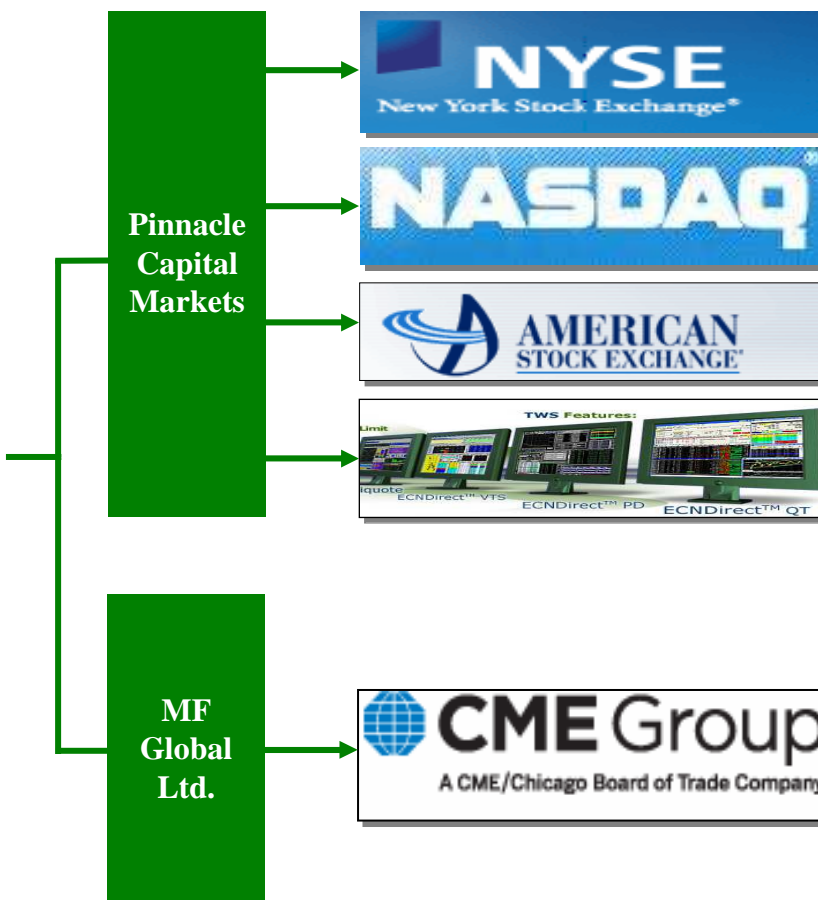 Pinnacle
Capital
Markets
NYSE
New York Stock Exchange®
NASDAQ®
AMERICAN
STOCK EXCHANGE®
TWS Features:
Limit
iquote
ECNDirect™ VTS
ECNDirect™ PD
ECNDirect™ QT
MF
Global
Ltd.
CME Group
A CME/Chicago Board of Trade Company